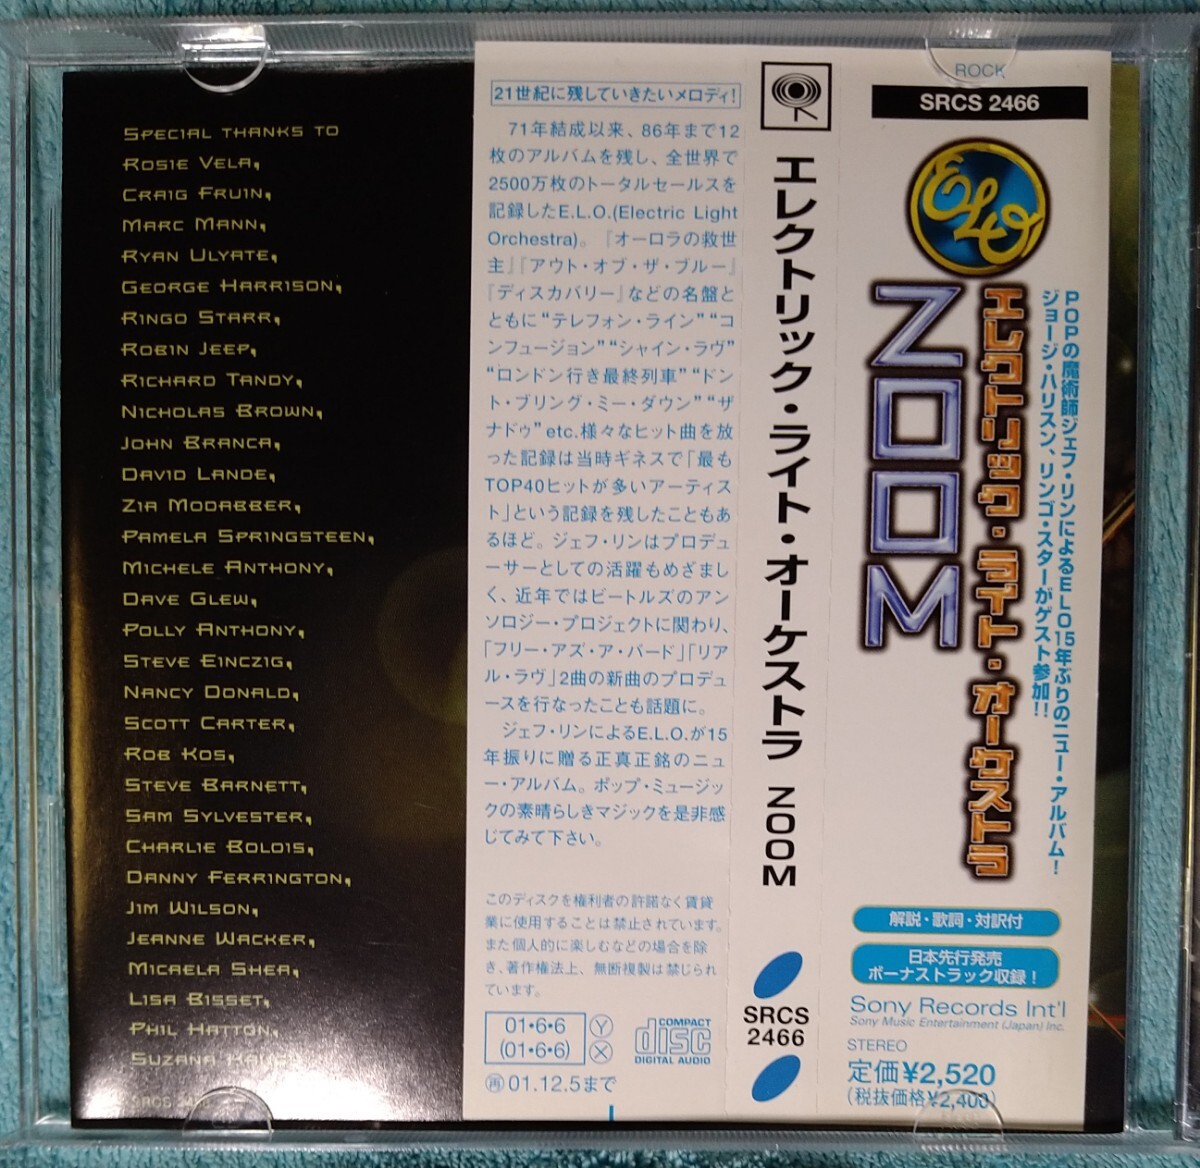 SPECIAL THANKS TO
ROSIE VELA,
CRAIG FRUIN,
MARC MANN,
RYAN ULYATE,
GEORGE HARRISON,
RINGO STARR,
ROBIN JEEP,
RICHARD TANDY,
NICHOLAS BROWN,
JOHN BRANCA,
DAVID LANDE,
ZIA MODABBER,
PAMELA SPRINGSTEEN,
MICHELE ANTHONY,
DAVE GLEW,
POLLY ANTHONY,
STEVE EINCZIG,
NANCY DONALD,
SCOTT CARTER,
ROB KOS,
STEVE BARNETT,
SAM SYLVESTER,
CHARLIE BOLOIS,
DANNY FERRINGTON,
JIM WILSON,
JEANNE WACKER,
MICAELA SHEA,
LISA BISSET,
PHIL HATTON,
SUZANA
SRCS
21世紀に残していきたいメロディ!
71年結成以来、86年まで12
枚のアルバムを残し、全世界で
2500万枚のトータルセールスを
記録したE.L.O.(Electric Light
Orchestra)。『オーロラの救世
主』『アウト・オブ・ザ・ブルー』
『ディスカバリー』などの名盤と
ともに“テレフォン・ライン”“コ
ンフュージョン”“シャイン・ラヴ”
“ロンドン行き最終列車”“ドン
ト・ブリング・ミー・ダウン”“ザ
ナドゥ”etc.様々なヒット曲を放
った記録は当時ギネスで「最も
TOP40ヒットが多いアーティス
ト」という記録を残したこともあ
るほど。ジェフ・リンはプロデュ
ーサーとしての活躍もめざまし
く、近年ではビートルズのアン
ソロジー・プロジェクトに関わり、
「フリー・アズ・ア・バード」「リア
ル・ラヴ」2曲の新曲のプロデュ
ースを行なったことも話題に。
ジェフ・リンによるE.L.O.が15
年振りに贈る正真正銘のニュ
ー・アルバム。ポップ・ミュージッ
クの素晴らしきマジックを是非感
じてみて下さい。
このディスクを権利者の許諾なく賃貸
業に使用することは禁止されています。
また個人的に楽しむなどの場合を除
き、著作権法上、無断複製は禁じられ
ています。
01・6・6 Ⓨ
(01・6・6) Ⓧ
COMPACT
disc
DIGITAL AUDIO
㊥01.12.5まで
エレクトリック・ライト・オーケストラ ZOOM
SRCS
2466
ROCK
SRCS 2466
ELO
ZOOM
エレクトリック・ライト・オーケストラ
POPの魔術師ジェフ・リンによるELO15年ぶりのニュー・アルバム!
ジョージ・ハリスン、リンゴ・スターがゲスト参加!!
解説・歌詞・対訳付
日本先行発売
ボーナストラック収録!
Sony Records Int'l
Sony Music Entertainment (Japan) Inc.
STEREO
定価¥2,520
(税抜価格¥2,400)